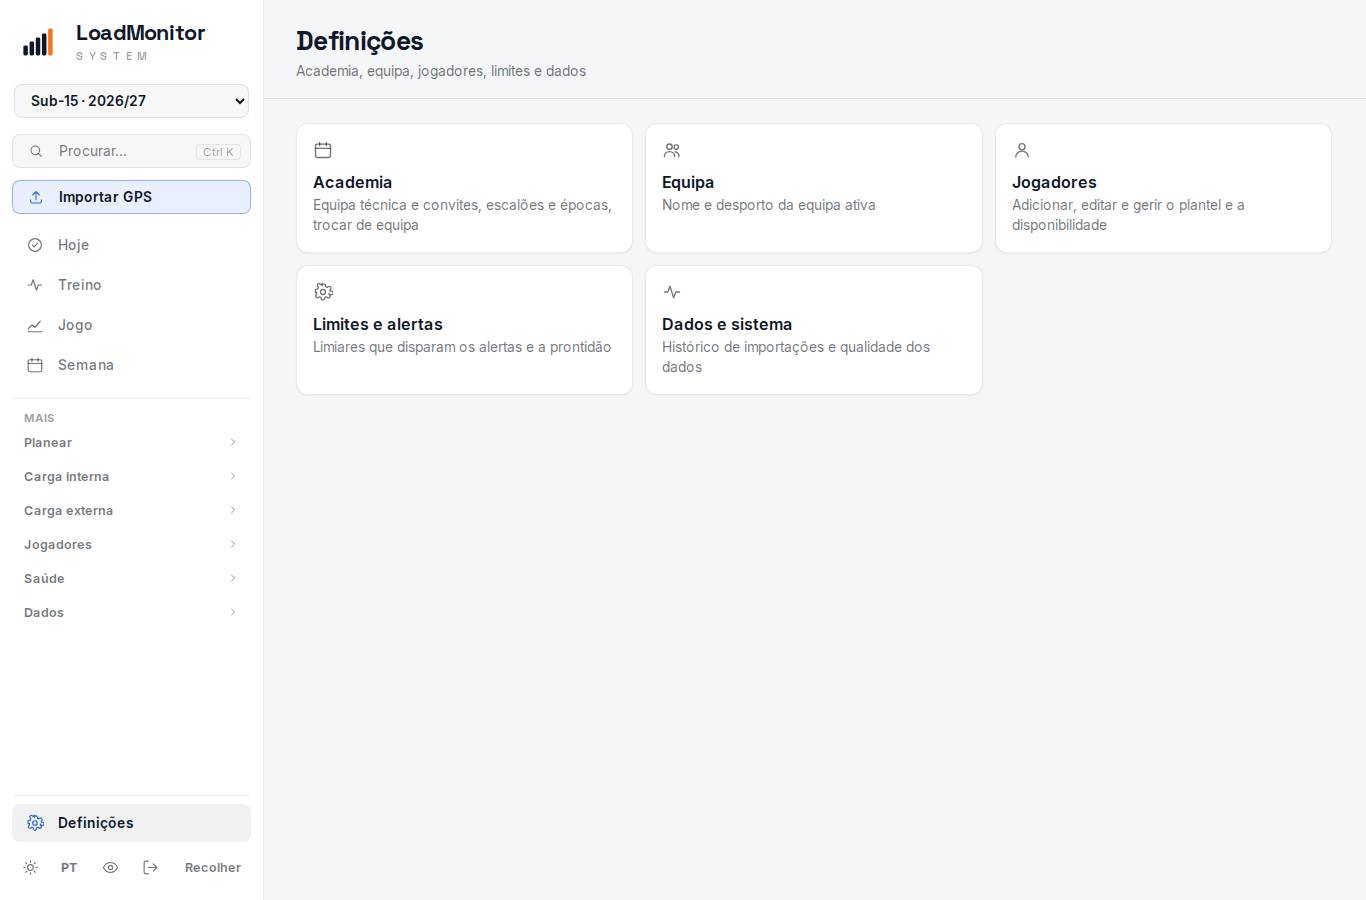 LoadMonitor
SYSTEM
Sub-15 · 2026/27
Procurar...
Ctrl K
Importar GPS
Hoje
Treino
Jogo
Semana
MAIS
Planear
Carga interna
Carga externa
Jogadores
Saúde
Dados
Definições
PT
Recolher
Definições
Academia, equipa, jogadores, limites e dados
Academia
Equipa técnica e convites, escalões e épocas,
trocar de equipa
Equipa
Nome e desporto da equipa ativa
Jogadores
Adicionar, editar e gerir o plantel e a
disponibilidade
Limites e alertas
Limiares que disparam os alertas e a prontidão
Dados e sistema
Histórico de importações e qualidade dos
dados